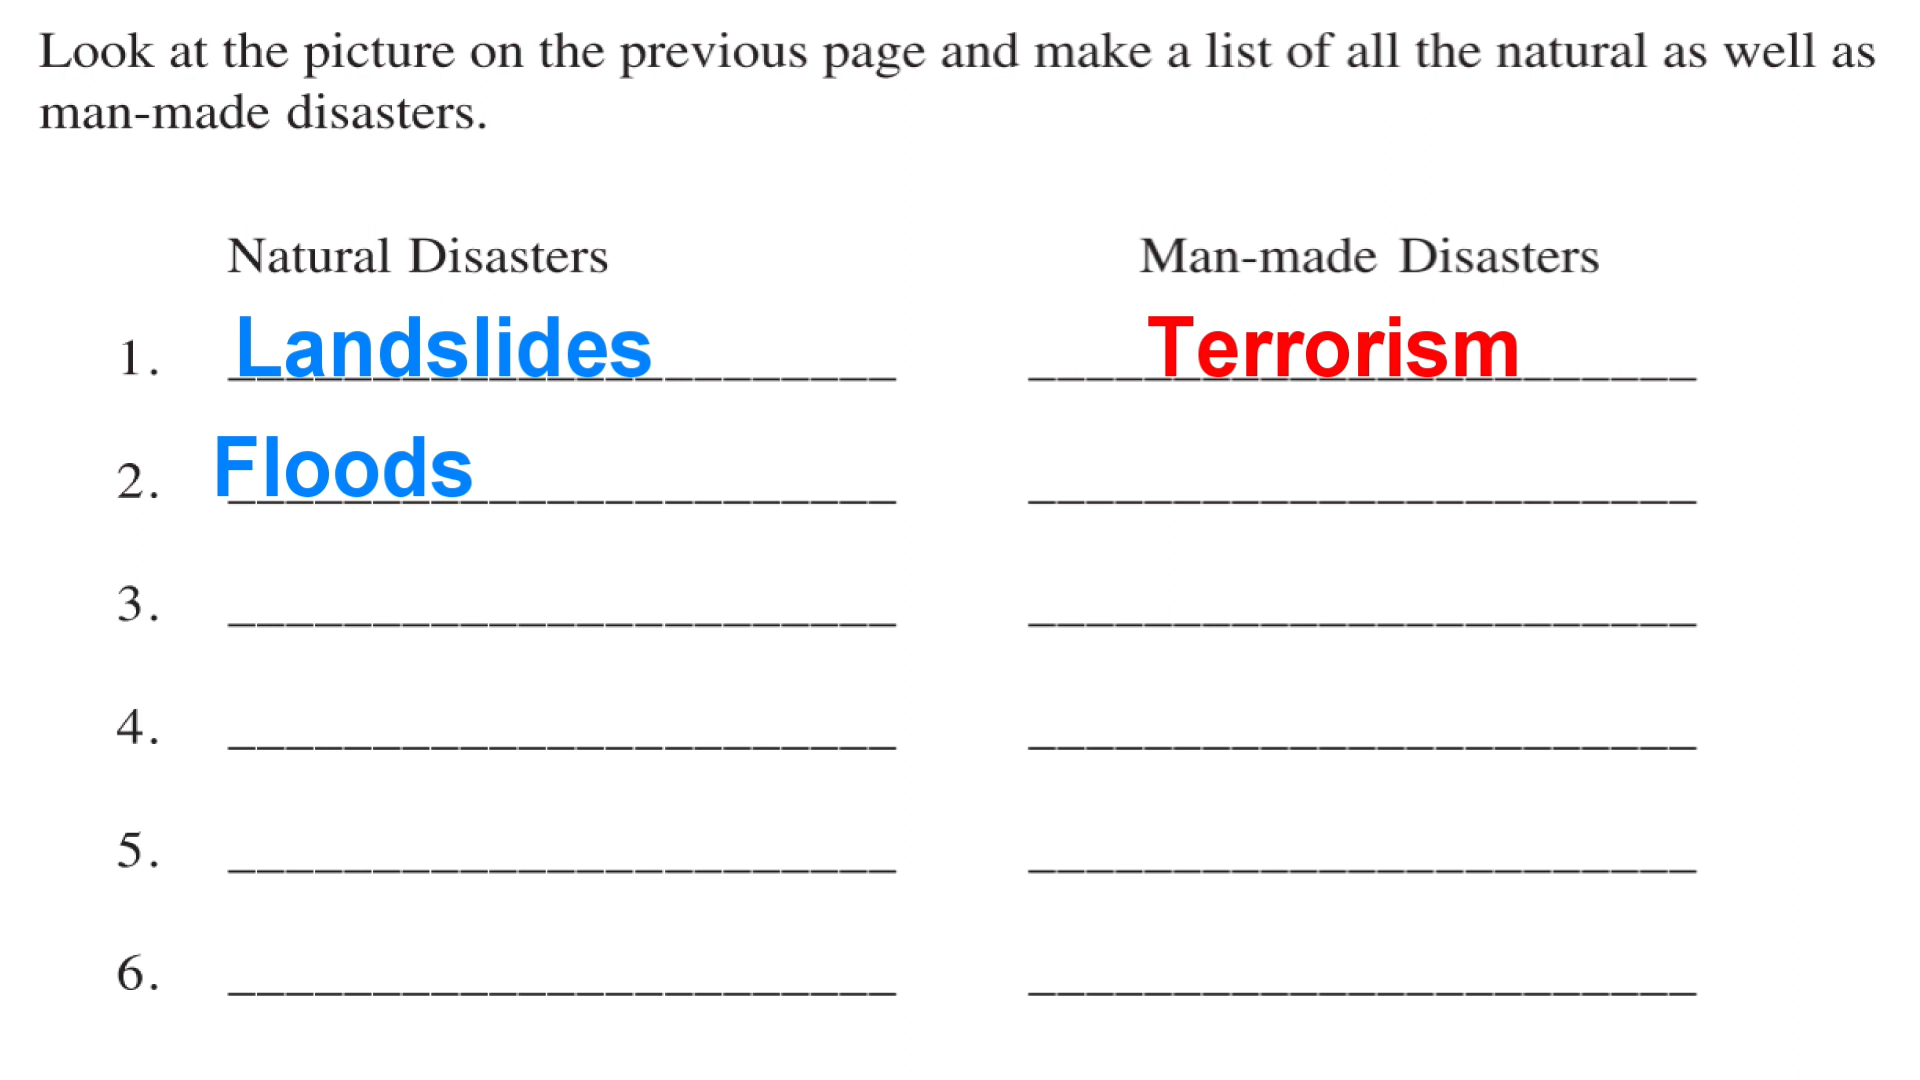 Look at the picture on the previous page and make a list of all the natural as well as
man-made disasters.
Natural Disasters Man-made Disasters
1. Landslides Terrorism
2. Floods
3.
4.
5.
6.